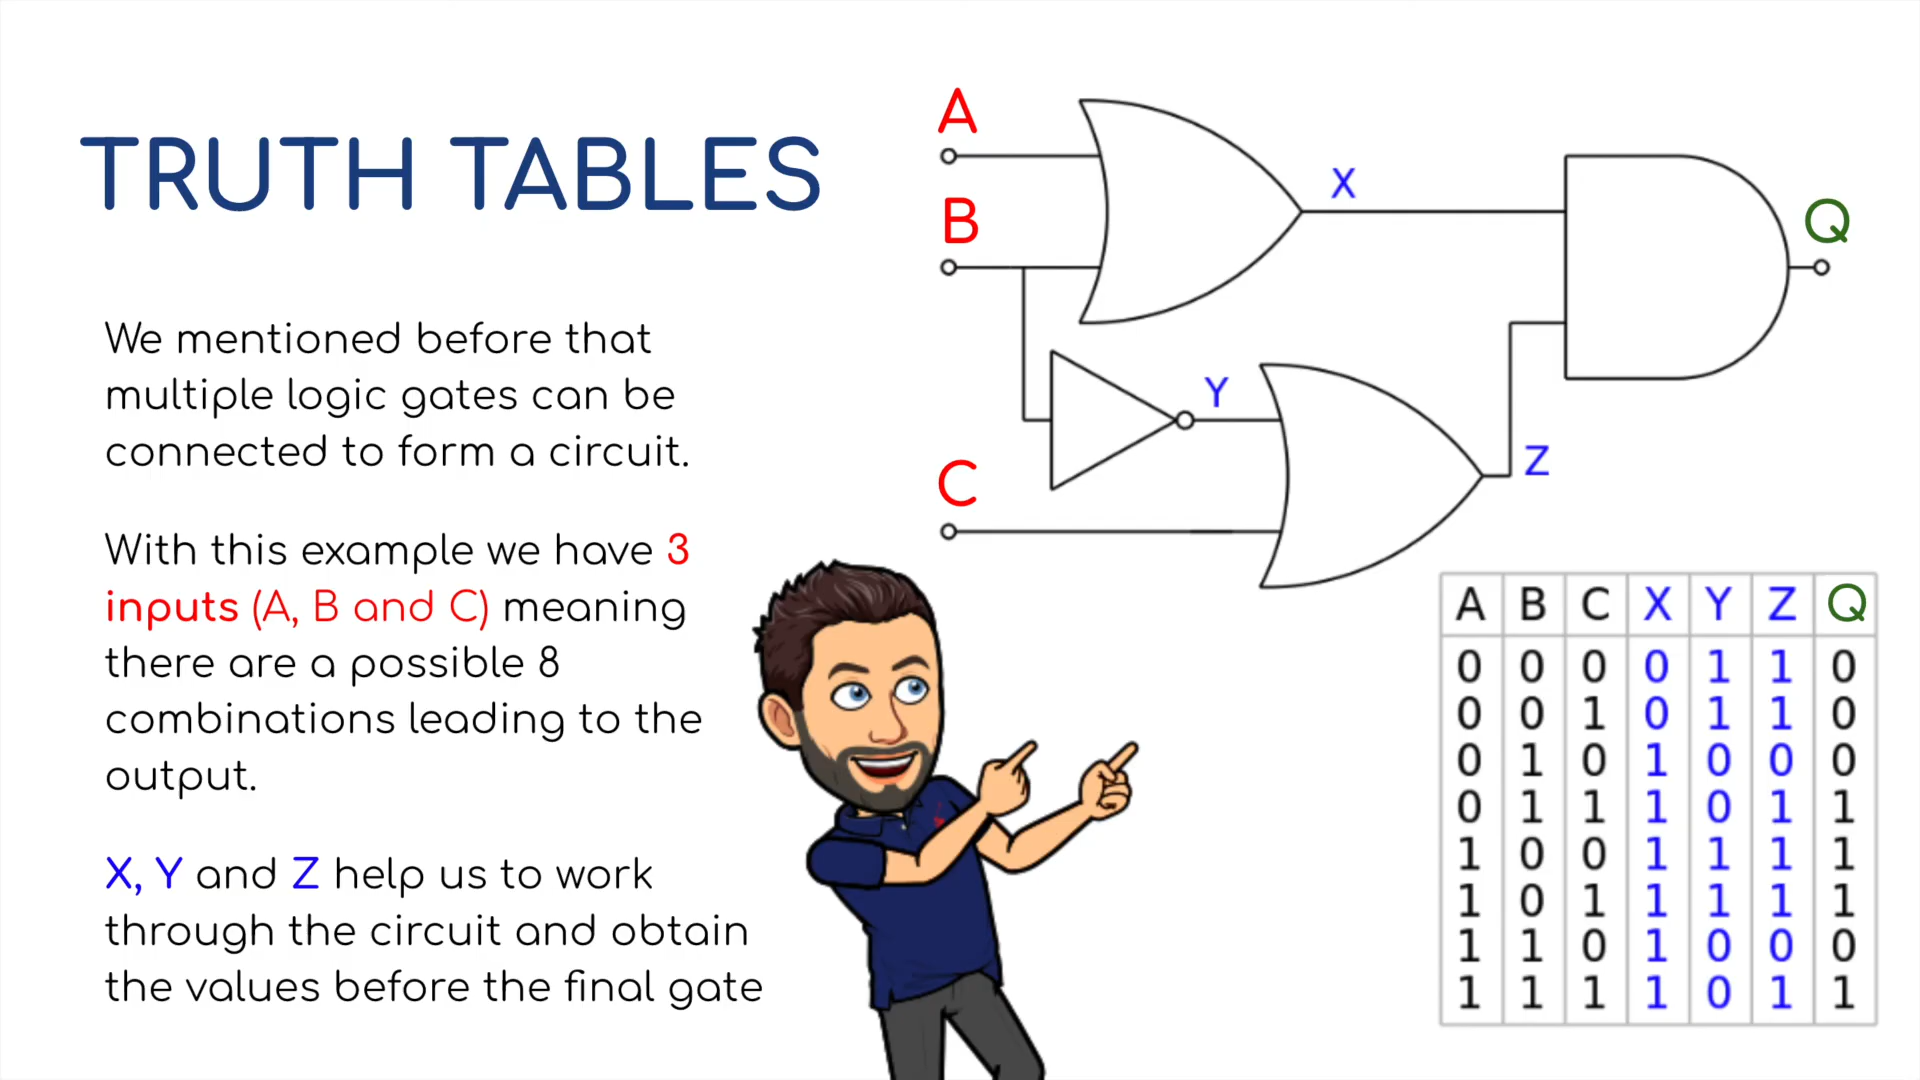 TRUTH TABLES
We mentioned before that
multiple logic gates can be
connected to form a circuit.
With this example we have 3
inputs (A, B and C) meaning
there are a possible 8
combinations leading to the
output.
X, Y and Z help us to work
through the circuit and obtain
the values before the final gate
A
B
C
X
Y
Z
Q
A B C X Y Z Q
0 0 0 0 1 1 0
0 0 1 0 1 1 0
0 1 0 1 0 0 0
0 1 1 1 0 1 1
1 0 0 1 1 1 1
1 0 1 1 1 1 1
1 1 0 1 0 0 0
1 1 1 1 0 1 1